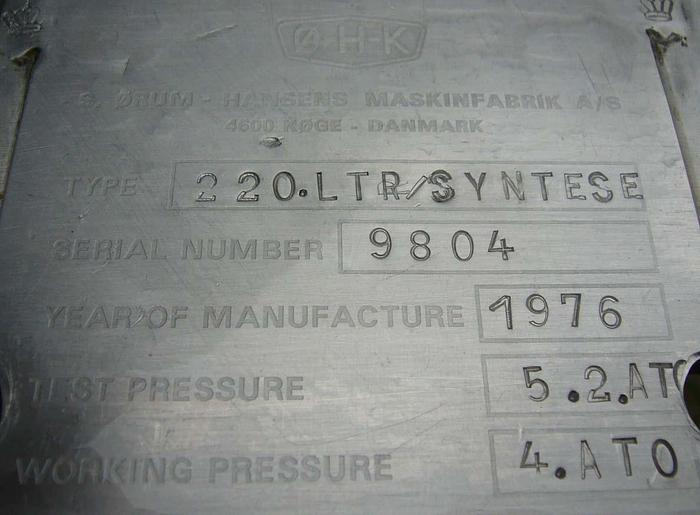 Ø-H-K
S. ØRUM - HANSENS MASKINFABRIK A/S
4600 KØGE - DANMARK
TYPE 220.LTR/SYNTESE
SERIAL NUMBER 9804
YEAR OF MANUFACTURE 1976
TEST PRESSURE 5.2.AT
WORKING PRESSURE 4.ATO